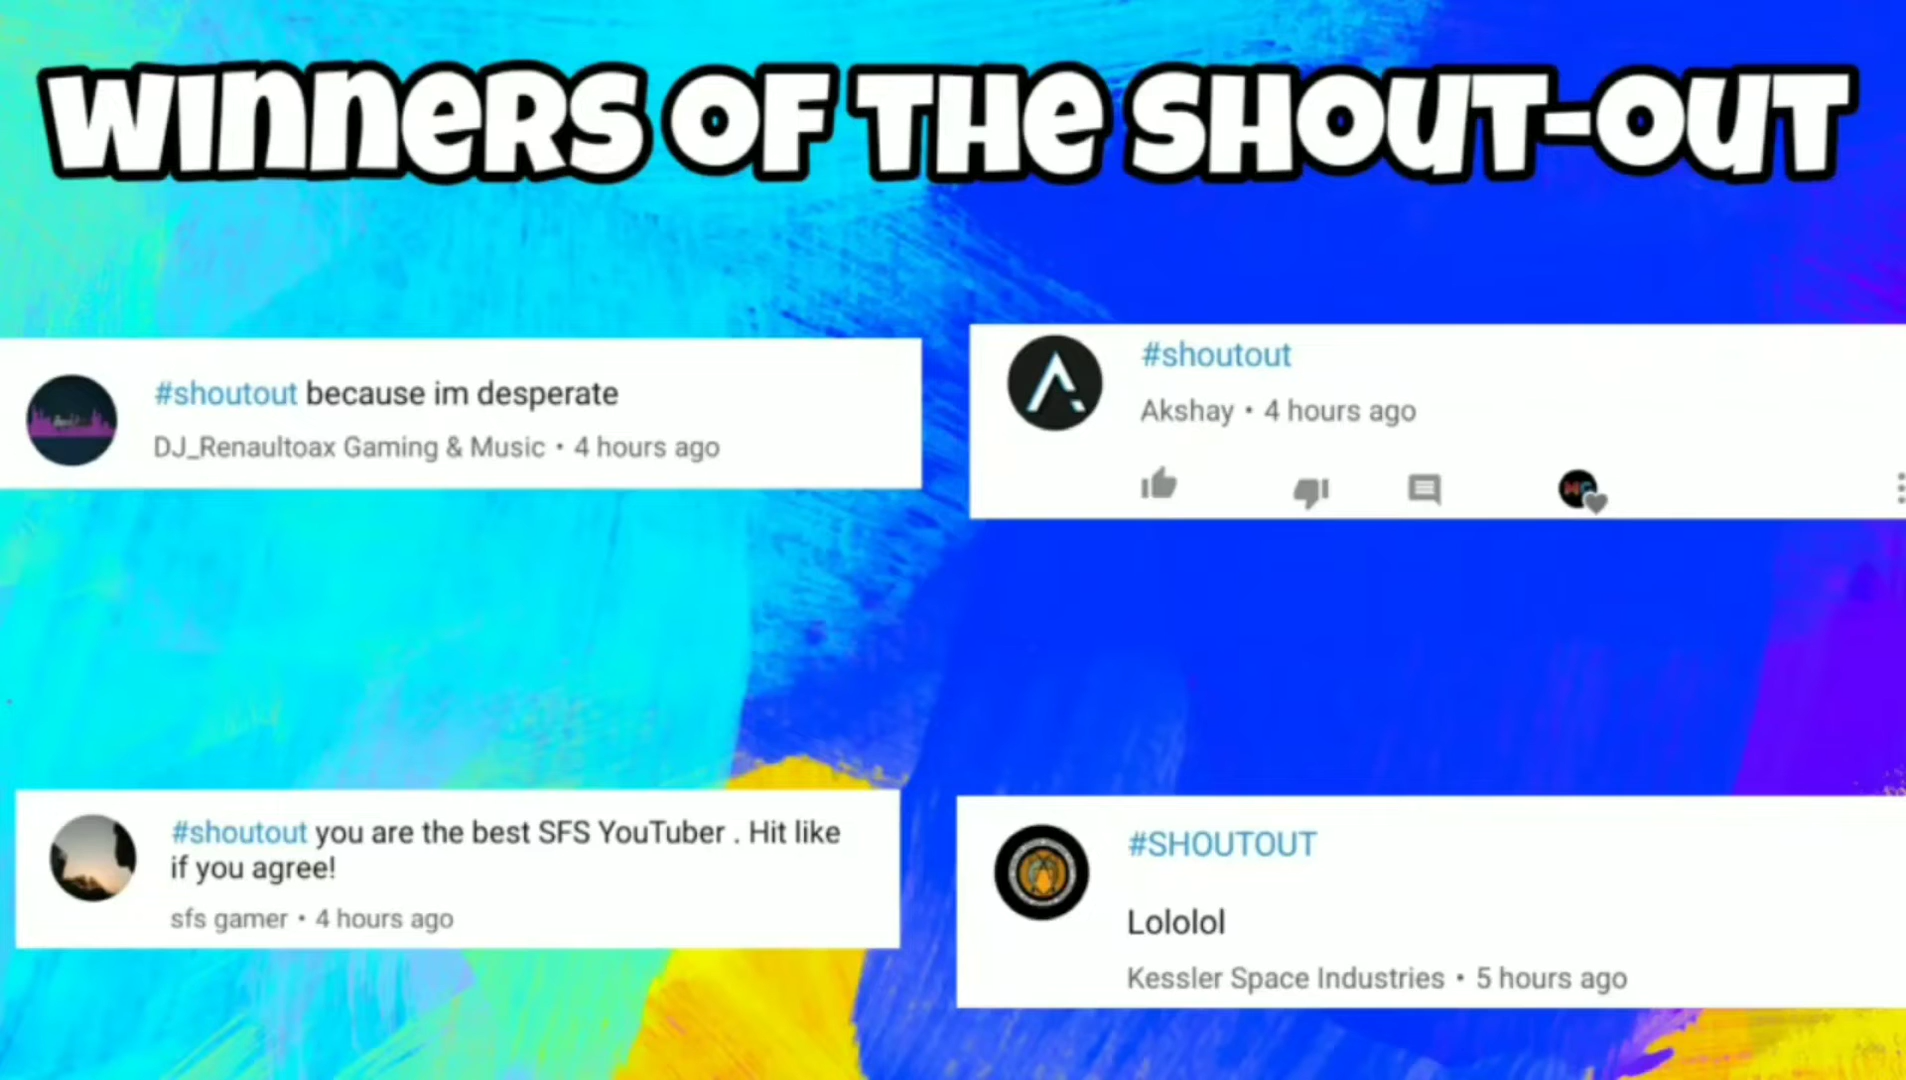 WINNERS OF THE SHOUT-OUT
#shoutout because im desperate
DJ_Renaultoax Gaming & Music • 4 hours ago
#shoutout
Akshay • 4 hours ago
#shoutout you are the best SFS YouTuber . Hit like
if you agree!
sfs gamer • 4 hours ago
#SHOUTOUT
Lololol
Kessler Space Industries • 5 hours ago